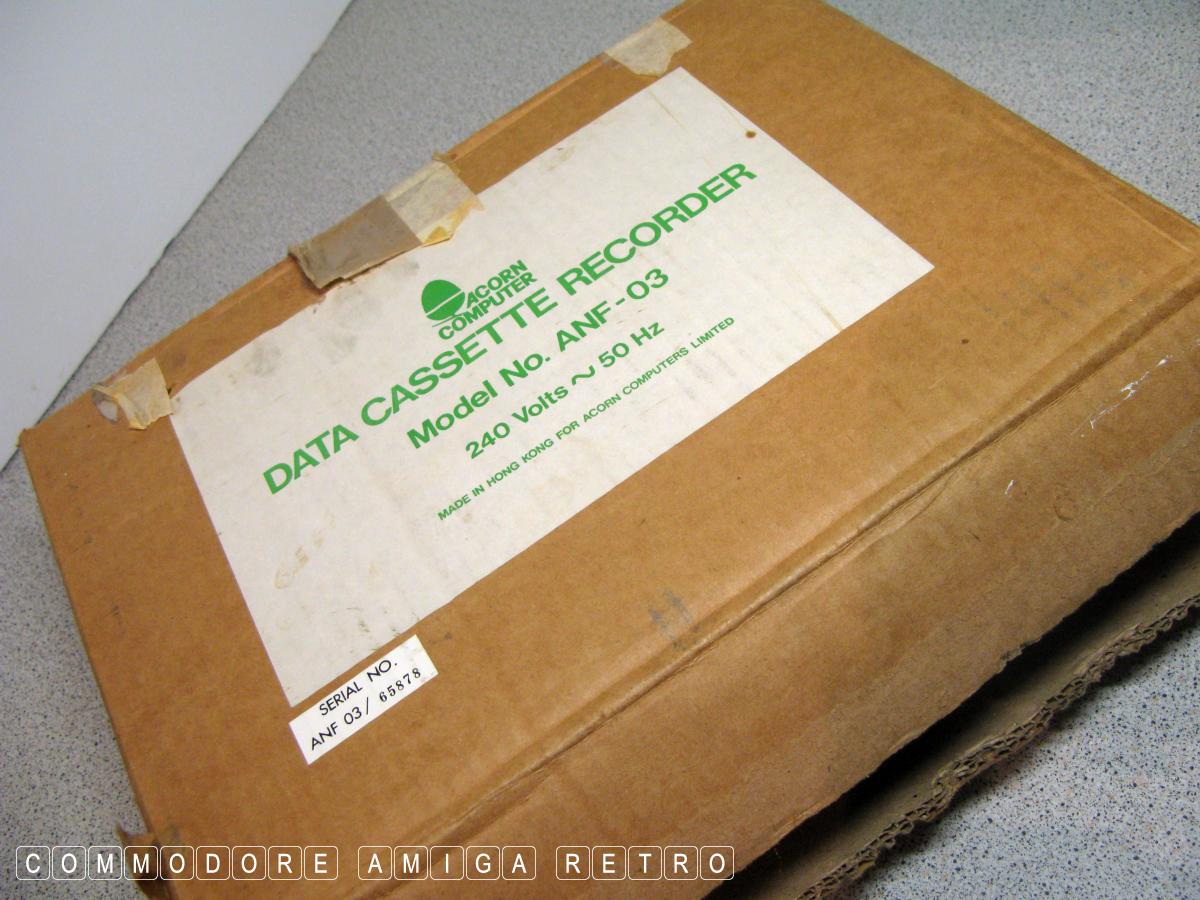 ACORN
COMPUTER
DATA CASSETTE RECORDER
Model No. ANF-03
240 Volts ~ 50 Hz
MADE IN HONG KONG FOR ACORN COMPUTERS LIMITED
SERIAL NO.
ANF 03/ 65878
COMMODORE AMIGA RETRO